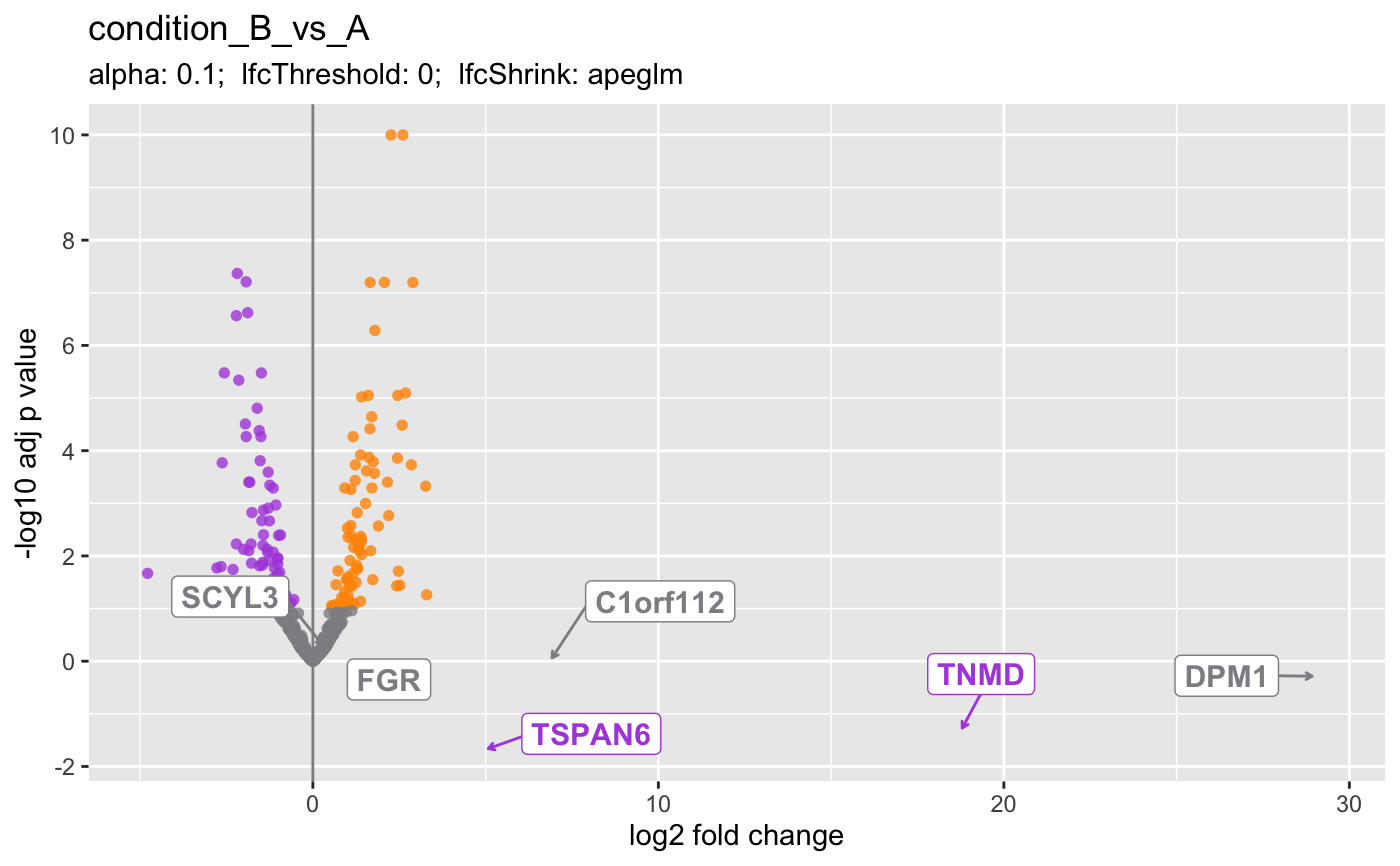 condition_B_vs_A
alpha: 0.1;  lfcThreshold: 0;  lfcShrink: apeglm
-log10 adj p value
10
8
6
4
2
0
-2
SCYL3
C1orf112
FGR
TNMD
DPM1
TSPAN6
0
10
20
30
log2 fold change